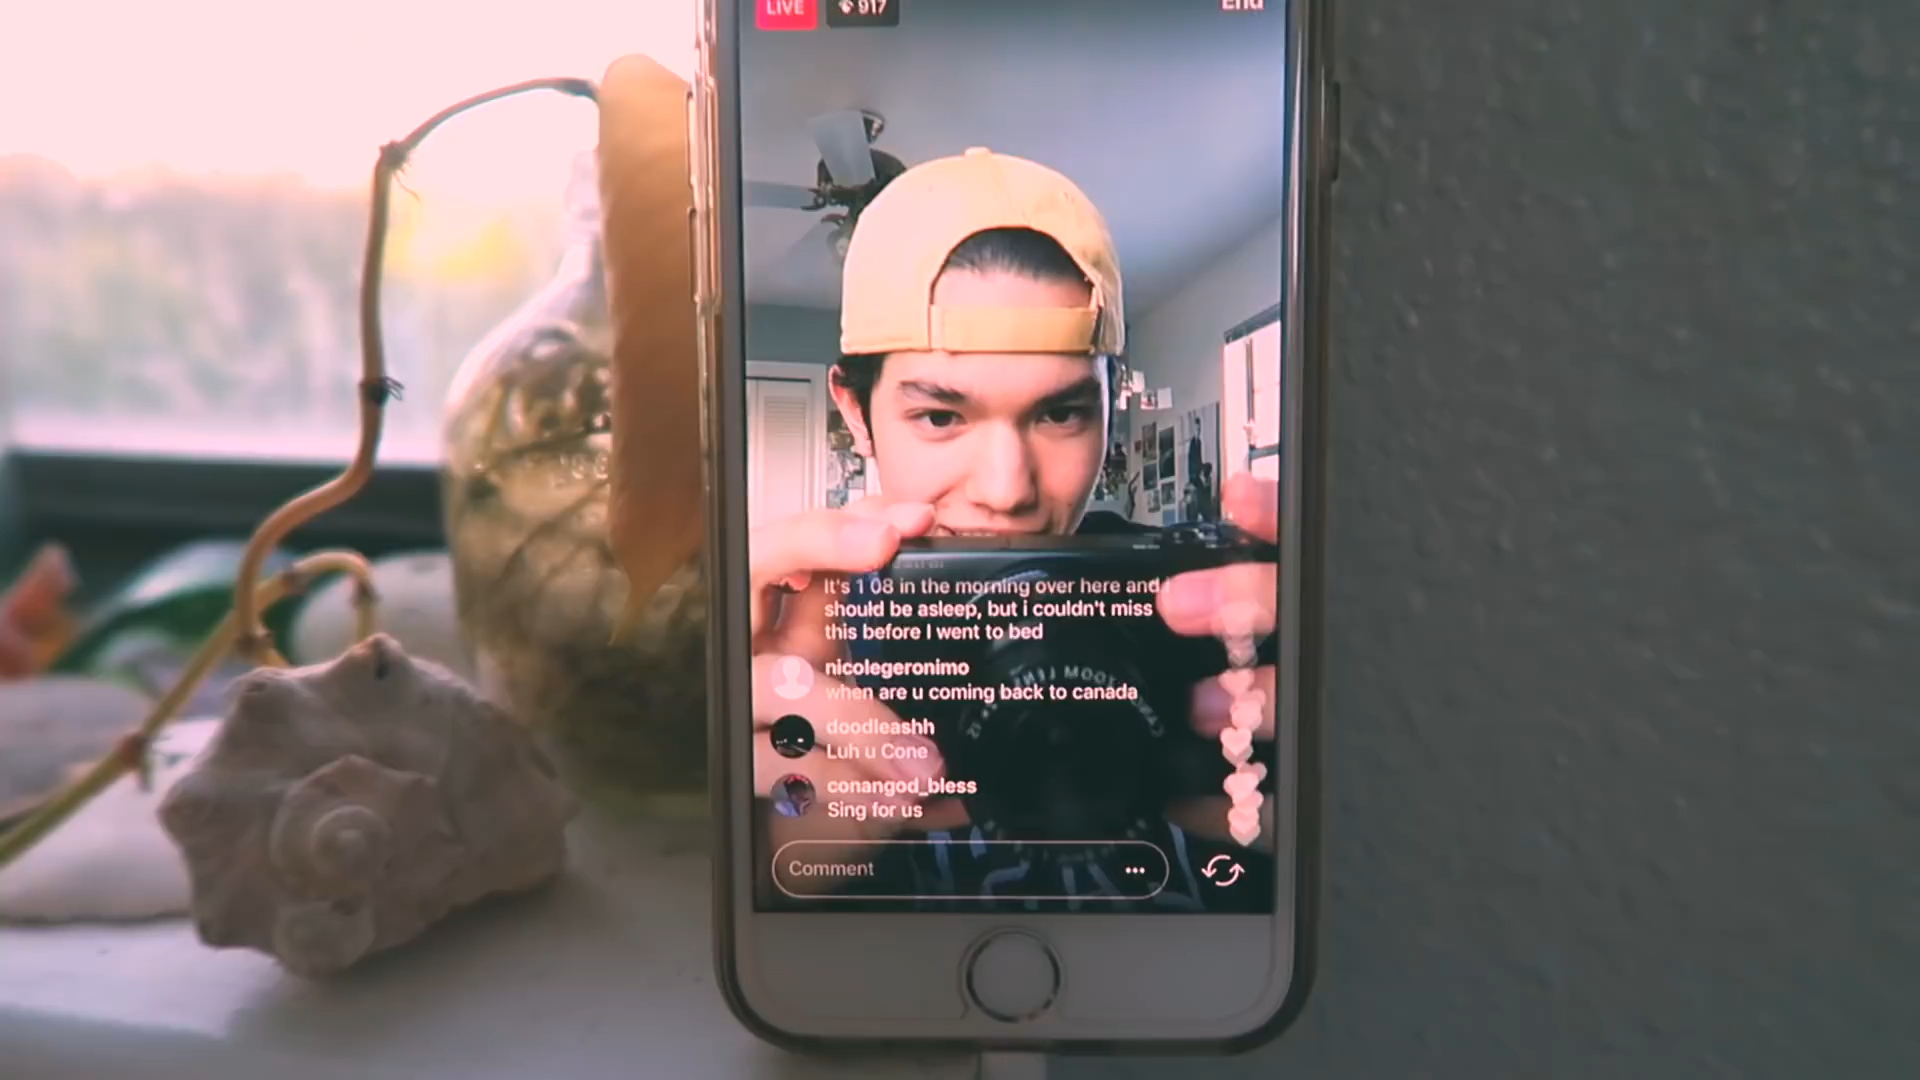 LIVE 917 End
It's 1 08 in the morning over here and i
should be asleep, but i couldn't miss
this before I went to bed
nicolegeronimo
when are u coming back to canada
doodleashh
Luh u Cone
conangod_bless
Sing for us
Comment
ZOOM LENS